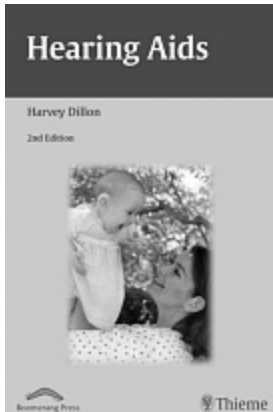 Hearing Aids
Harvey Dillon
2nd Edition
Boomerang Press
Thieme